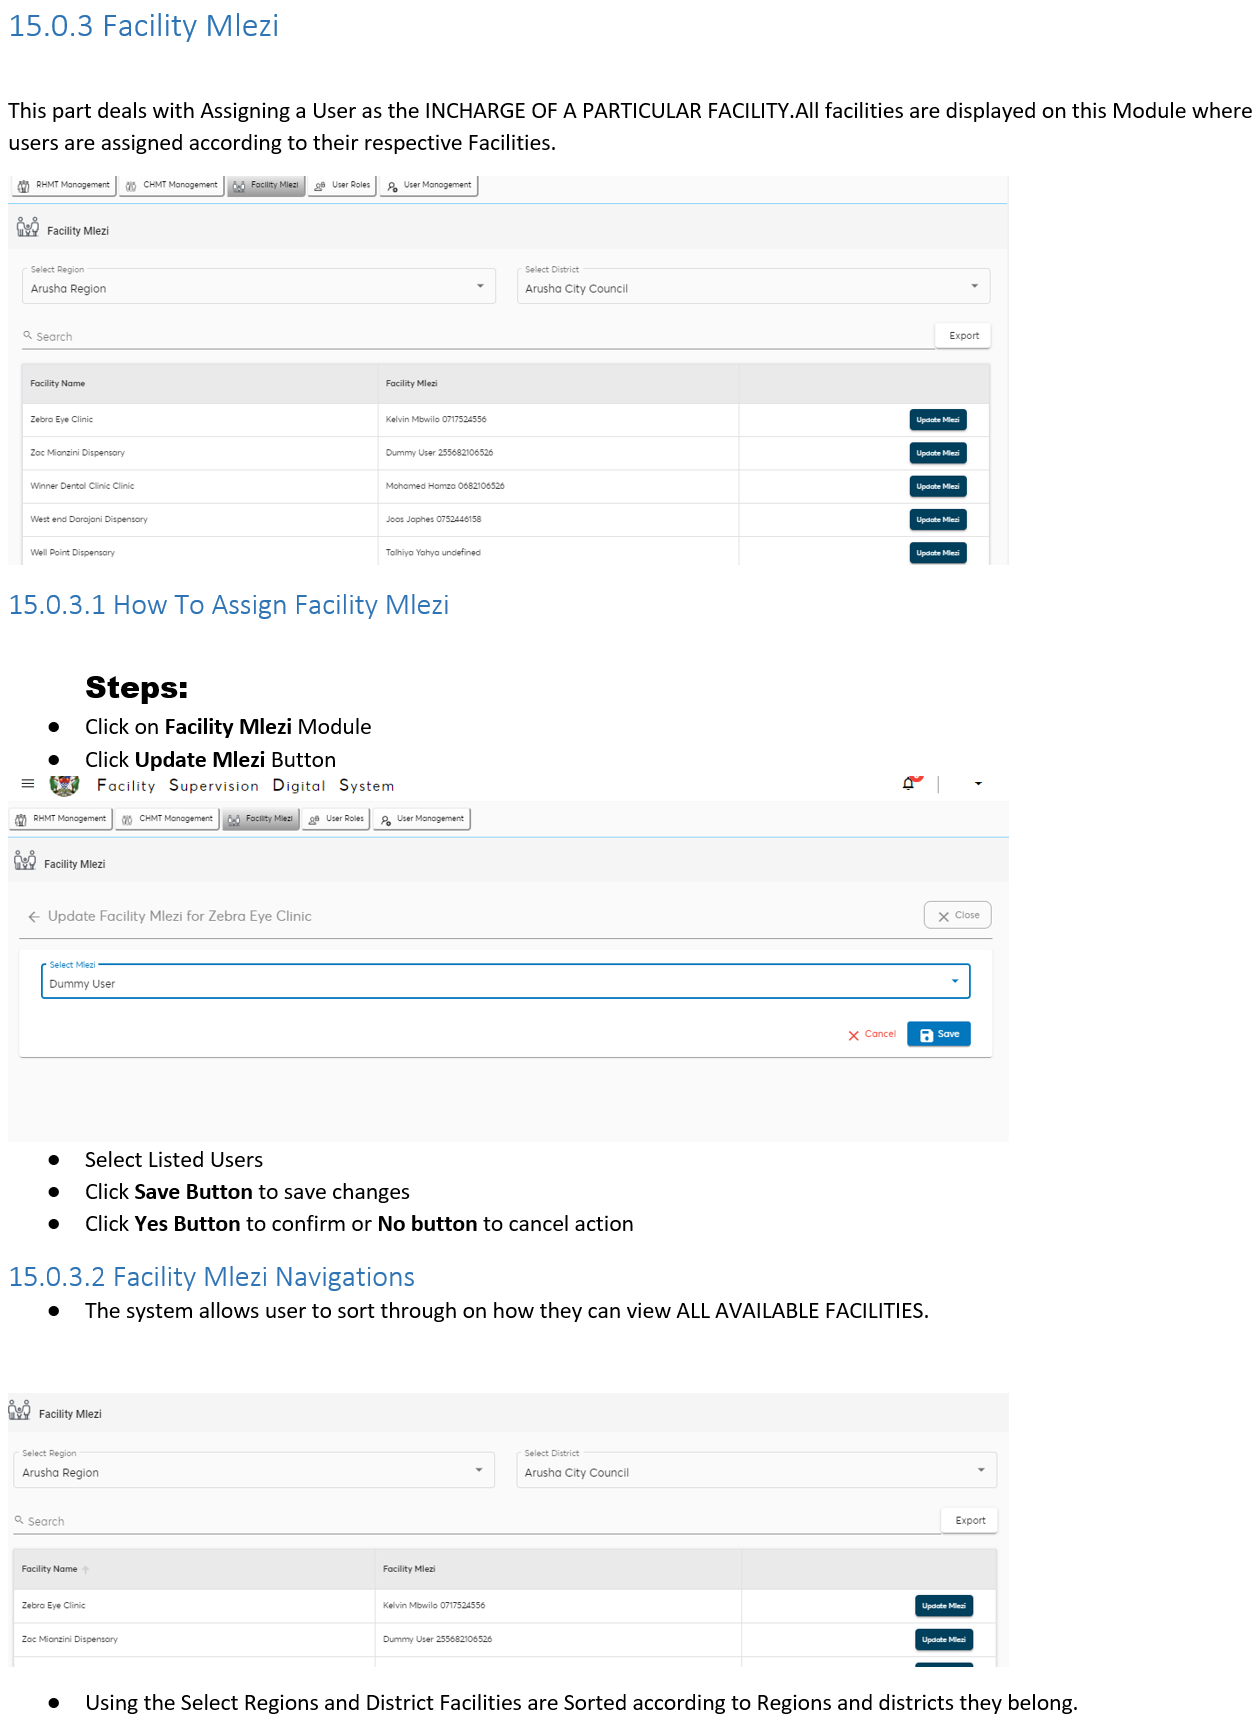 15.0.3 Facility Mlezi
This part deals with Assigning a User as the INCHARGE OF A PARTICULAR FACILITY.All facilities are displayed on this Module where
users are assigned according to their respective Facilities.
RHMT Management CHMT Management Facility Mlezi User Roles User Management
Facility Mlezi
Select Region Select District
Arusha Region Arusha City Council
Search Export
Facility Name Facility Mlezi
Zebra Eye Clinic Kelvin Mbwilo 0717524556 Update Mlezi
Zac Mianzini Dispensary Dummy User 255682106526 Update Mlezi
Winner Dental Clinic Clinic Mohamed Hamza 0682106526 Update Mlezi
West end Darajani Dispensary Joas Japhes 0752446158 Update Mlezi
Well Point Dispensary Talhiya Yahya undefined Update Mlezi
15.0.3.1 How To Assign Facility Mlezi
Steps:
● Click on Facility Mlezi Module
● Click Update Mlezi Button
Facility Supervision Digital System
RHMT Management CHMT Management Facility Mlezi User Roles User Management
Facility Mlezi
Update Facility Mlezi for Zebra Eye Clinic Close
Select Mlezi
Dummy User
Cancel Save
● Select Listed Users
● Click Save Button to save changes
● Click Yes Button to confirm or No button to cancel action
15.0.3.2 Facility Mlezi Navigations
● The system allows user to sort through on how they can view ALL AVAILABLE FACILITIES.
Facility Mlezi
Select Region Select District
Arusha Region Arusha City Council
Search Export
Facility Name Facility Mlezi
Zebra Eye Clinic Kelvin Mbwilo 0717524556 Update Mlezi
Zac Mianzini Dispensary Dummy User 255682106526 Update Mlezi
● Using the Select Regions and District Facilities are Sorted according to Regions and districts they belong.